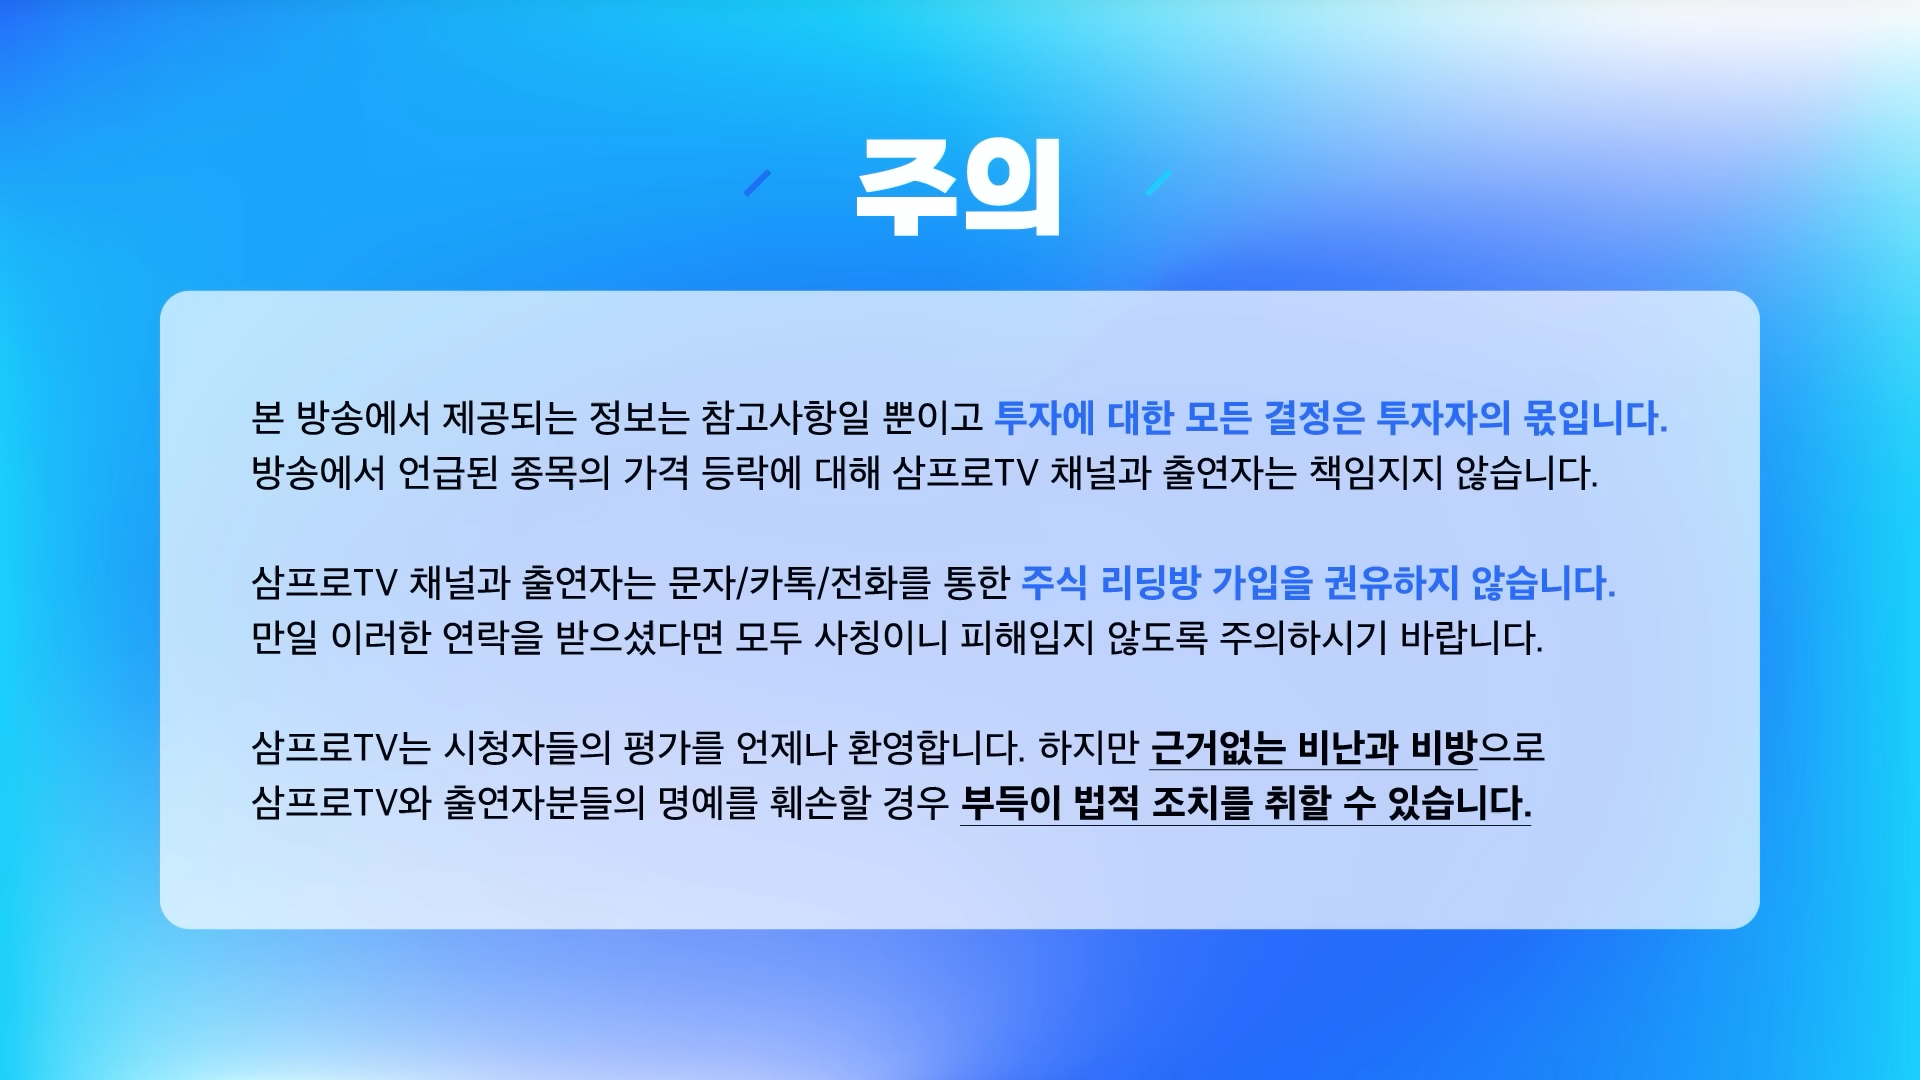 주의
본 방송에서 제공되는 정보는 참고사항일 뿐이고 투자에 대한 모든 결정은 투자자의 몫입니다.
방송에서 언급된 종목의 가격 등락에 대해 삼프로TV 채널과 출연자는 책임지지 않습니다.
삼프로TV 채널과 출연자는 문자/카톡/전화를 통한 주식 리딩방 가입을 권유하지 않습니다.
만일 이러한 연락을 받으셨다면 모두 사칭이니 피해입지 않도록 주의하시기 바랍니다.
삼프로TV는 시청자들의 평가를 언제나 환영합니다. 하지만 근거없는 비난과 비방으로
삼프로TV와 출연자분들의 명예를 훼손할 경우 부득이 법적 조치를 취할 수 있습니다.